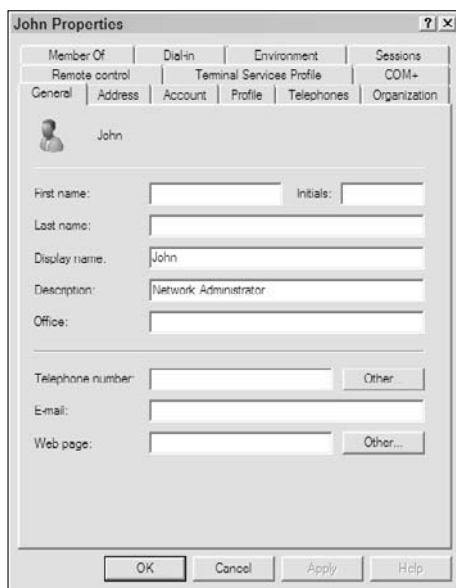 John Properties
? ×
Member Of Dial-in Environment Sessions
Remote control Terminal Services Profile COM+
General Address Account Profile Telephones Organization
John
First name: Initials:
Last name:
Display name: John
Description: Network Administrator
Office:
Telephone number: Other...
E-mail:
Web page: Other...
OK Cancel Apply Help